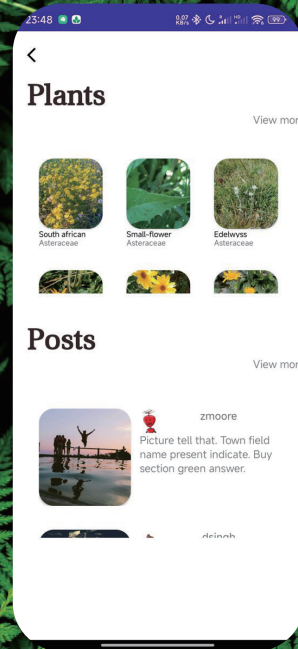 23:48
0.07 KB/s
99
Plants
View mor
South african
Asteraceae
Small-flower
Asteraceae
Edelwyss
Asteraceae
Posts
View mor
zmoore
Picture tell that. Town field
name present indicate. Buy
section green answer.
dsingh